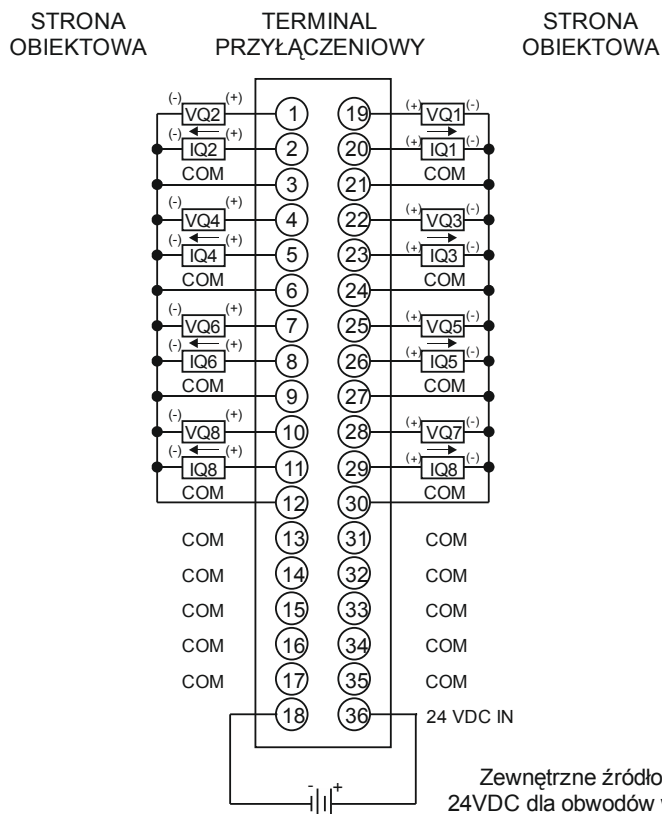 STRONA TERMINAL STRONA
OBIEKTOWA PRZYŁĄCZENIOWY OBIEKTOWA
(-) VQ2 (+) 1 19 (+) VQ1 (-)
(-) IQ2 (+) 2 20 (+) IQ1 (-)
COM 3 21 COM
(-) VQ4 (+) 4 22 (+) VQ3 (-)
(-) IQ4 (+) 5 23 (+) IQ3 (-)
COM 6 24 COM
(-) VQ6 (+) 7 25 (+) VQ5 (-)
(-) IQ6 (+) 8 26 (+) IQ5 (-)
COM 9 27 COM
(-) VQ8 (+) 10 28 (+) VQ7 (-)
(-) IQ8 (+) 11 29 (+) IQ8 (-)
COM 12 30 COM
COM 13 31 COM
COM 14 32 COM
COM 15 33 COM
COM 16 34 COM
COM 17 35 COM
18 36 24 VDC IN
- +
Zewnętrzne źródło
24VDC dla obwodów